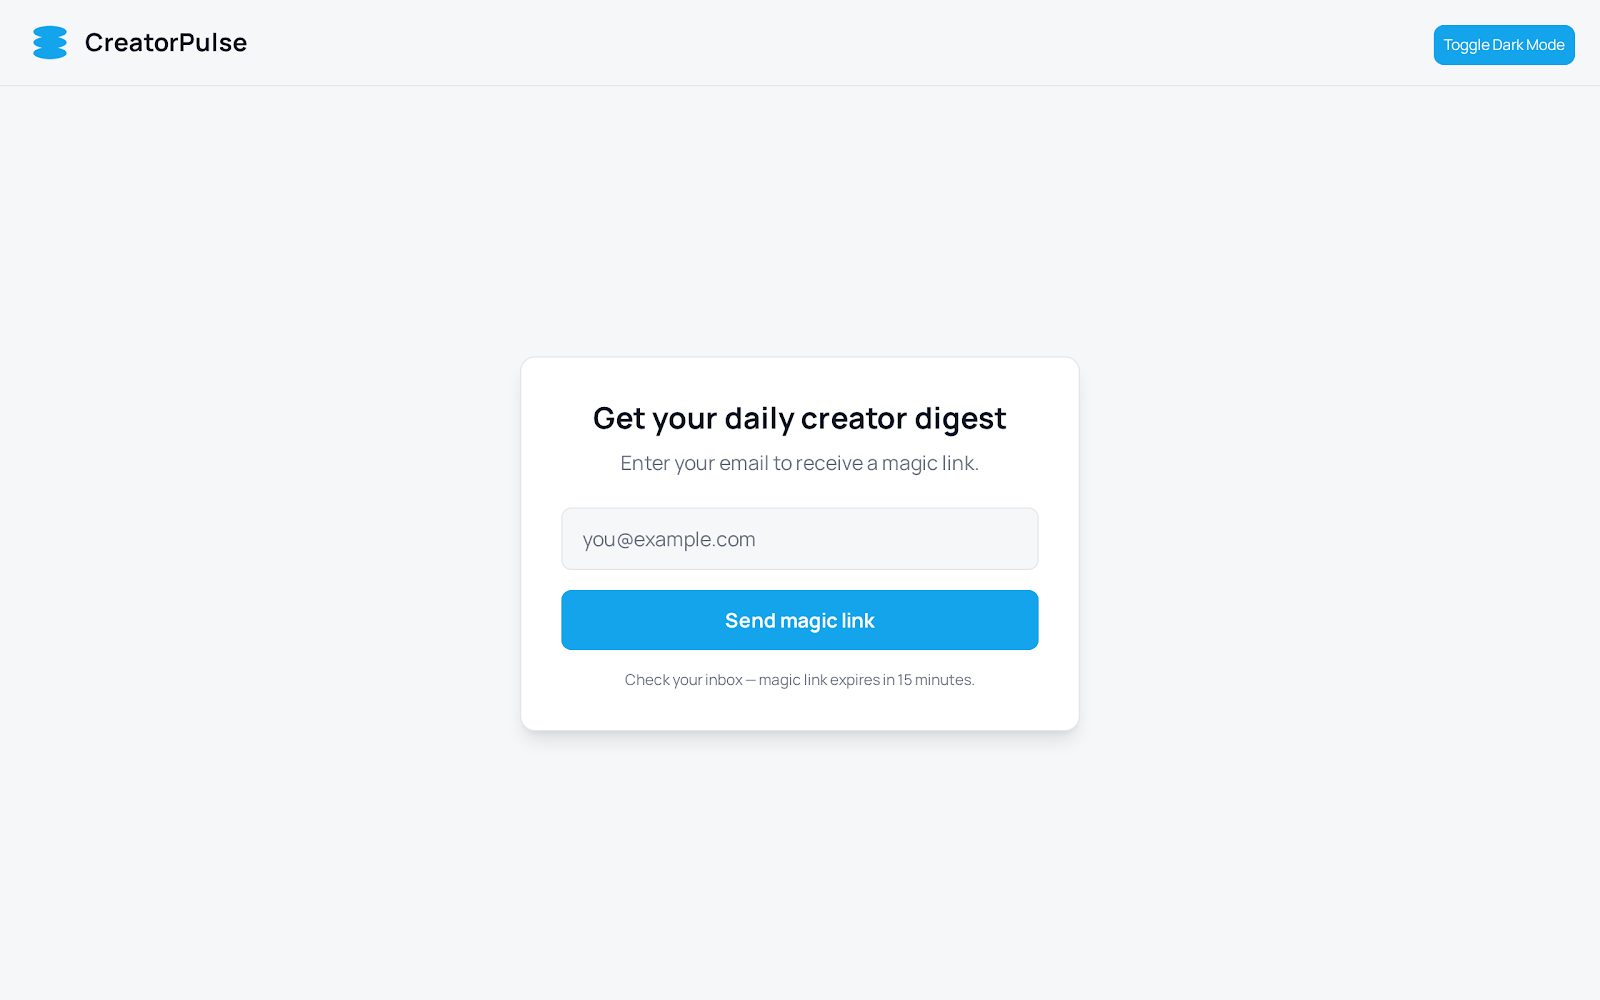 CreatorPulse
Toggle Dark Mode
Get your daily creator digest
Enter your email to receive a magic link.
you@example.com
Send magic link
Check your inbox — magic link expires in 15 minutes.